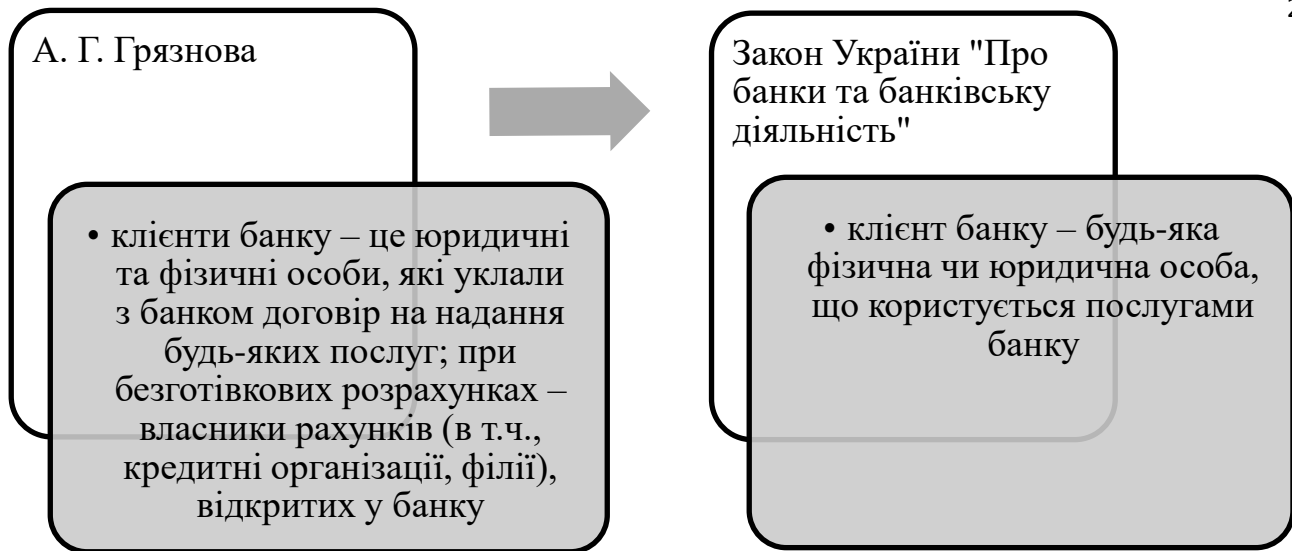 А. Г. Грязнова
• клієнти банку – це юридичні
та фізичні особи, які уклали
з банком договір на надання
будь-яких послуг; при
безготівкових розрахунках –
власники рахунків (в т.ч.,
кредитні організації, філії),
відкритих у банку
Закон України "Про
банки та банківську
діяльність"
• клієнт банку – будь-яка
фізична чи юридична особа,
що користується послугами
банку